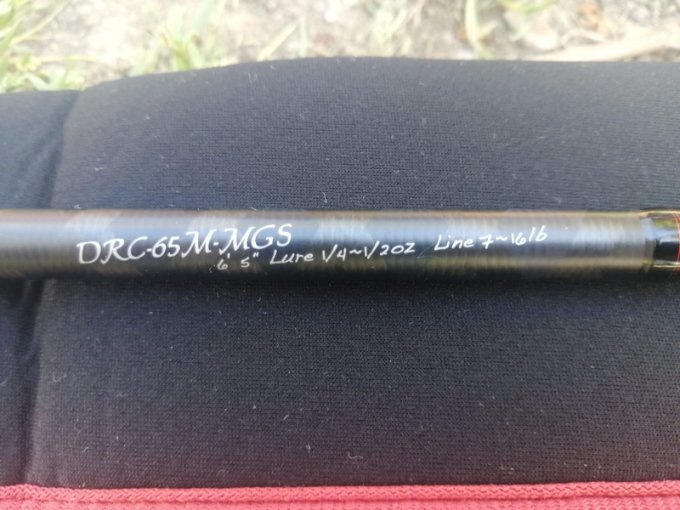 DRC-65M-MGS
6' 5" Lure 1/4~1/2oz Line 7~16lb